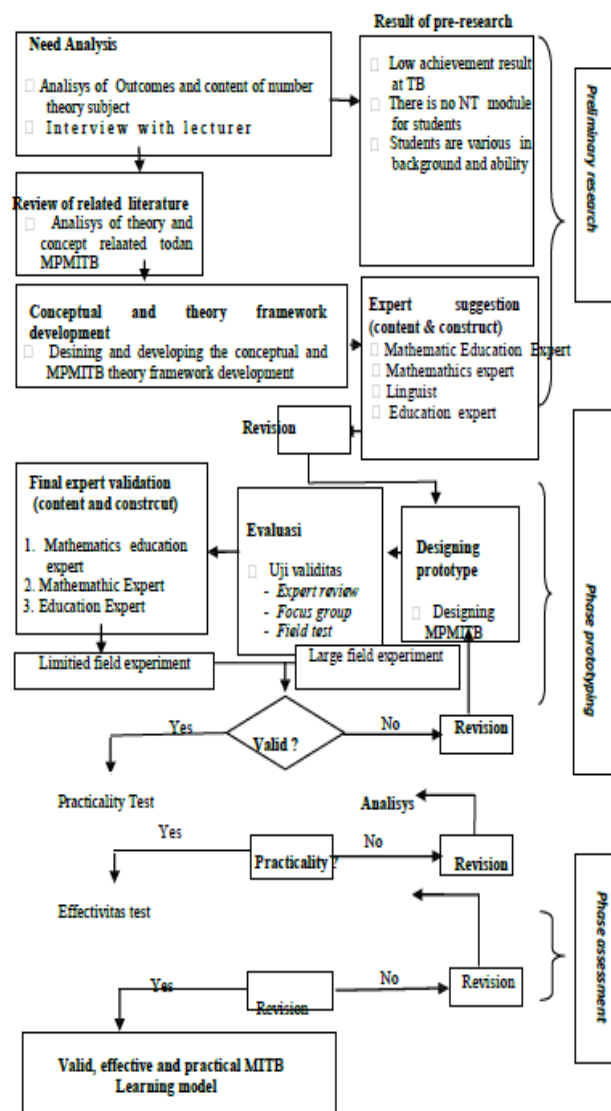 Result of pre-research
Need Analysis
Analisys of Outcomes and content of number
theory subject
Interview with lecturer
Low achievement result
at TB
There is no NT module
for students
Students are various in
background and ability
Preliminary research
Review of related literature
Analisys of theory and
concept relaated todan
MPMITB
Conceptual and theory framework
development
Desining and developing the conceptual and
MPMITB theory framework development
Expert suggestion
(content & construct)
Mathematic Education Expert
Mathemathics expert
Linguist
Education expert
Revision
Final expert validation
(content and constrcut)
1. Mathematics education
expert
2. Mathemathic Expert
3. Education Expert
Evaluasi
Uji validitas
- Expert review
- Focus group
- Field test
Designing
prototype
Designing
MPMITB
Phase prototyping
Limitied field experiment
Large field experiment
Yes
Valid ?
No
Revision
Practicality Test
Analisys
Yes
Practicality ?
No
Revision
Effectivitas test
Phase assessment
Yes
Revision
No
Revision
Valid, effective and practical MITB
Learning model